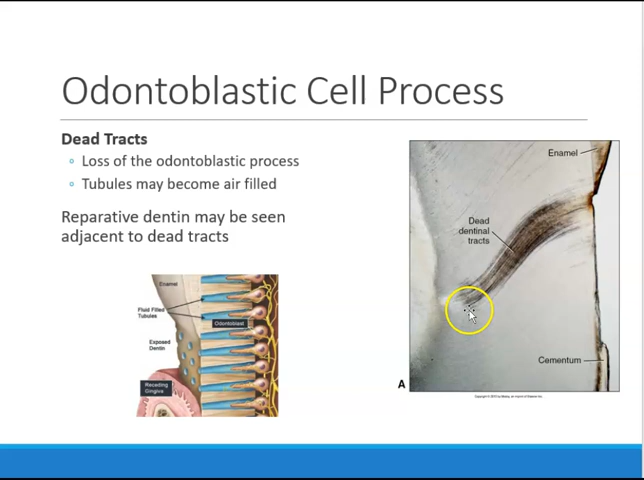 Odontoblastic Cell Process
Dead Tracts
Loss of the odontoblastic process
Tubules may become air filled
Reparative dentin may be seen
adjacent to dead tracts
Enamel
Fluid Filled
Tubules
Odontoblast
Exposed
Dentin
Receding
Gingiva
Enamel
Dead
dentinal
tracts
Cementum
A